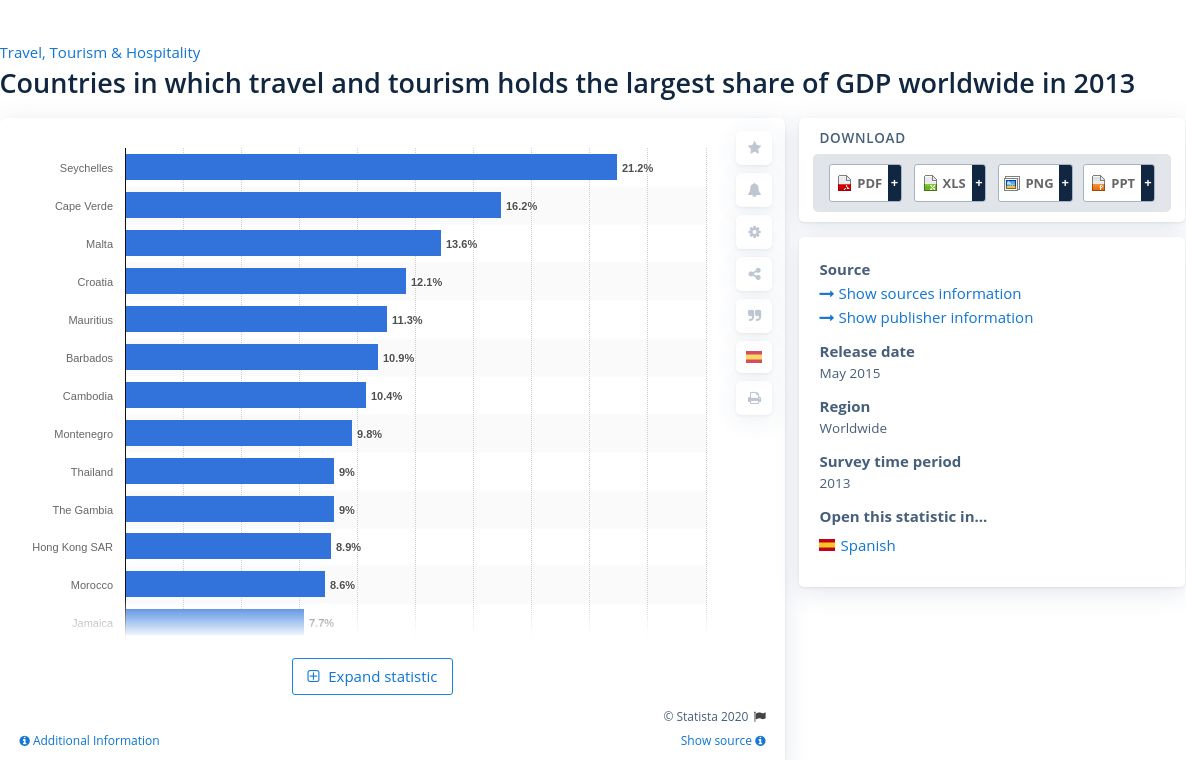 Travel, Tourism & Hospitality
Countries in which travel and tourism holds the largest share of GDP worldwide in 2013
Seychelles 21.2%
Cape Verde 16.2%
Malta 13.6%
Croatia 12.1%
Mauritius 11.3%
Barbados 10.9%
Cambodia 10.4%
Montenegro 9.8%
Thailand 9%
The Gambia 9%
Hong Kong SAR 8.9%
Morocco 8.6%
Jamaica 7.7%
Expand statistic
© Statista 2020
Additional Information
Show source
DOWNLOAD
PDF + XLS + PNG + PPT +
Source
Show sources information
Show publisher information
Release date
May 2015
Region
Worldwide
Survey time period
2013
Open this statistic in...
Spanish